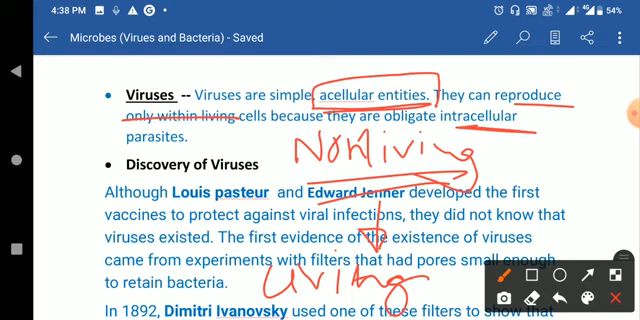 4:38 PM
4G
54%
Microbes (Virues and Bacteria) - Saved
• Viruses -- Viruses are simple, acellular entities. They can reproduce
only within living cells because they are obligate intracellular
parasites.
Nonliving
• Discovery of Viruses
Although Louis pasteur and Edward Jenner developed the first
vaccines to protect against viral infections, they did not know that
viruses existed. The first evidence of the existence of viruses
came from experiments with filters that had pores small enough
to retain bacteria.
Living
In 1892, Dimitri Ivanovsky used one of these filters to show that